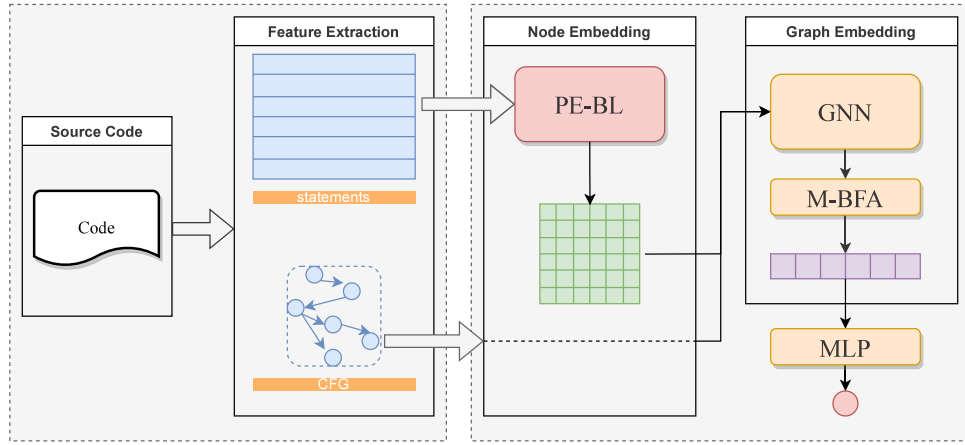 Source Code
Code
Feature Extraction
statements
CFG
Node Embedding
PE-BL
Graph Embedding
GNN
M-BFA
MLP